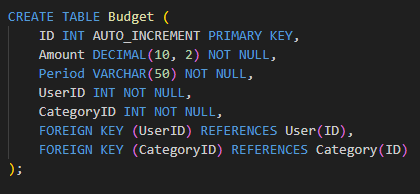 CREATE TABLE Budget (
    ID INT AUTO_INCREMENT PRIMARY KEY,
    Amount DECIMAL(10, 2) NOT NULL,
    Period VARCHAR(50) NOT NULL,
    UserID INT NOT NULL,
    CategoryID INT NOT NULL,
    FOREIGN KEY (UserID) REFERENCES User(ID),
    FOREIGN KEY (CategoryID) REFERENCES Category(ID)
);